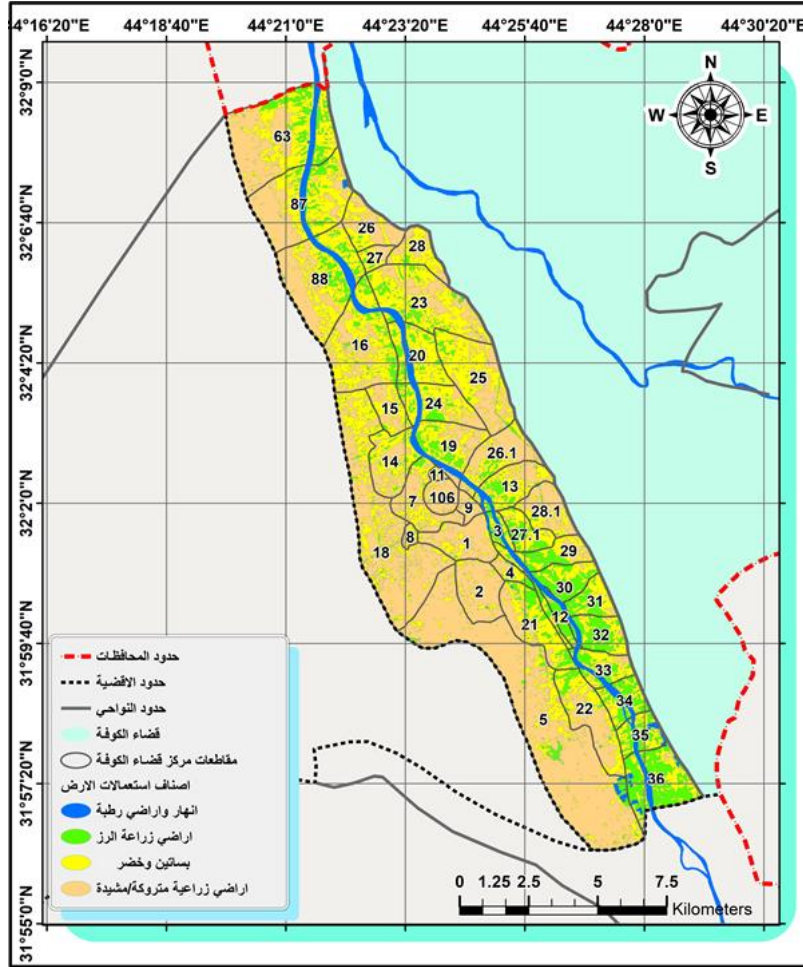 44°16'20"E 44°18'40"E 44°21'0"E 44°23'20"E 44°25'40"E 44°28'0"E 44°30'20"E
32°9'0"N
32°6'40"N
32°4'20"N
32°2'0"N
31°59'40"N
31°57'20"N
31°55'0"N
N
W E
S
63
87
26
28
27
88
23
16
20
25
15
24
19
26.1
14
11
13
106
7
9
28.1
3
27.1
8
18
1
29
4
30
2
31
12
21
32
33
34
5
22
35
36
حدود المحافظات
حدود الاقضية
حدود النواحي
قضاء الكوفة
مقاطعات مركز قضاء الكوفة
اصناف استعمالات الارض
انهار واراضي رطبة
اراضي زراعة الرز
بساتين وخضر
اراضي زراعية متروكة/مشيدة
0 1.25 2.5 5 7.5
Kilometers